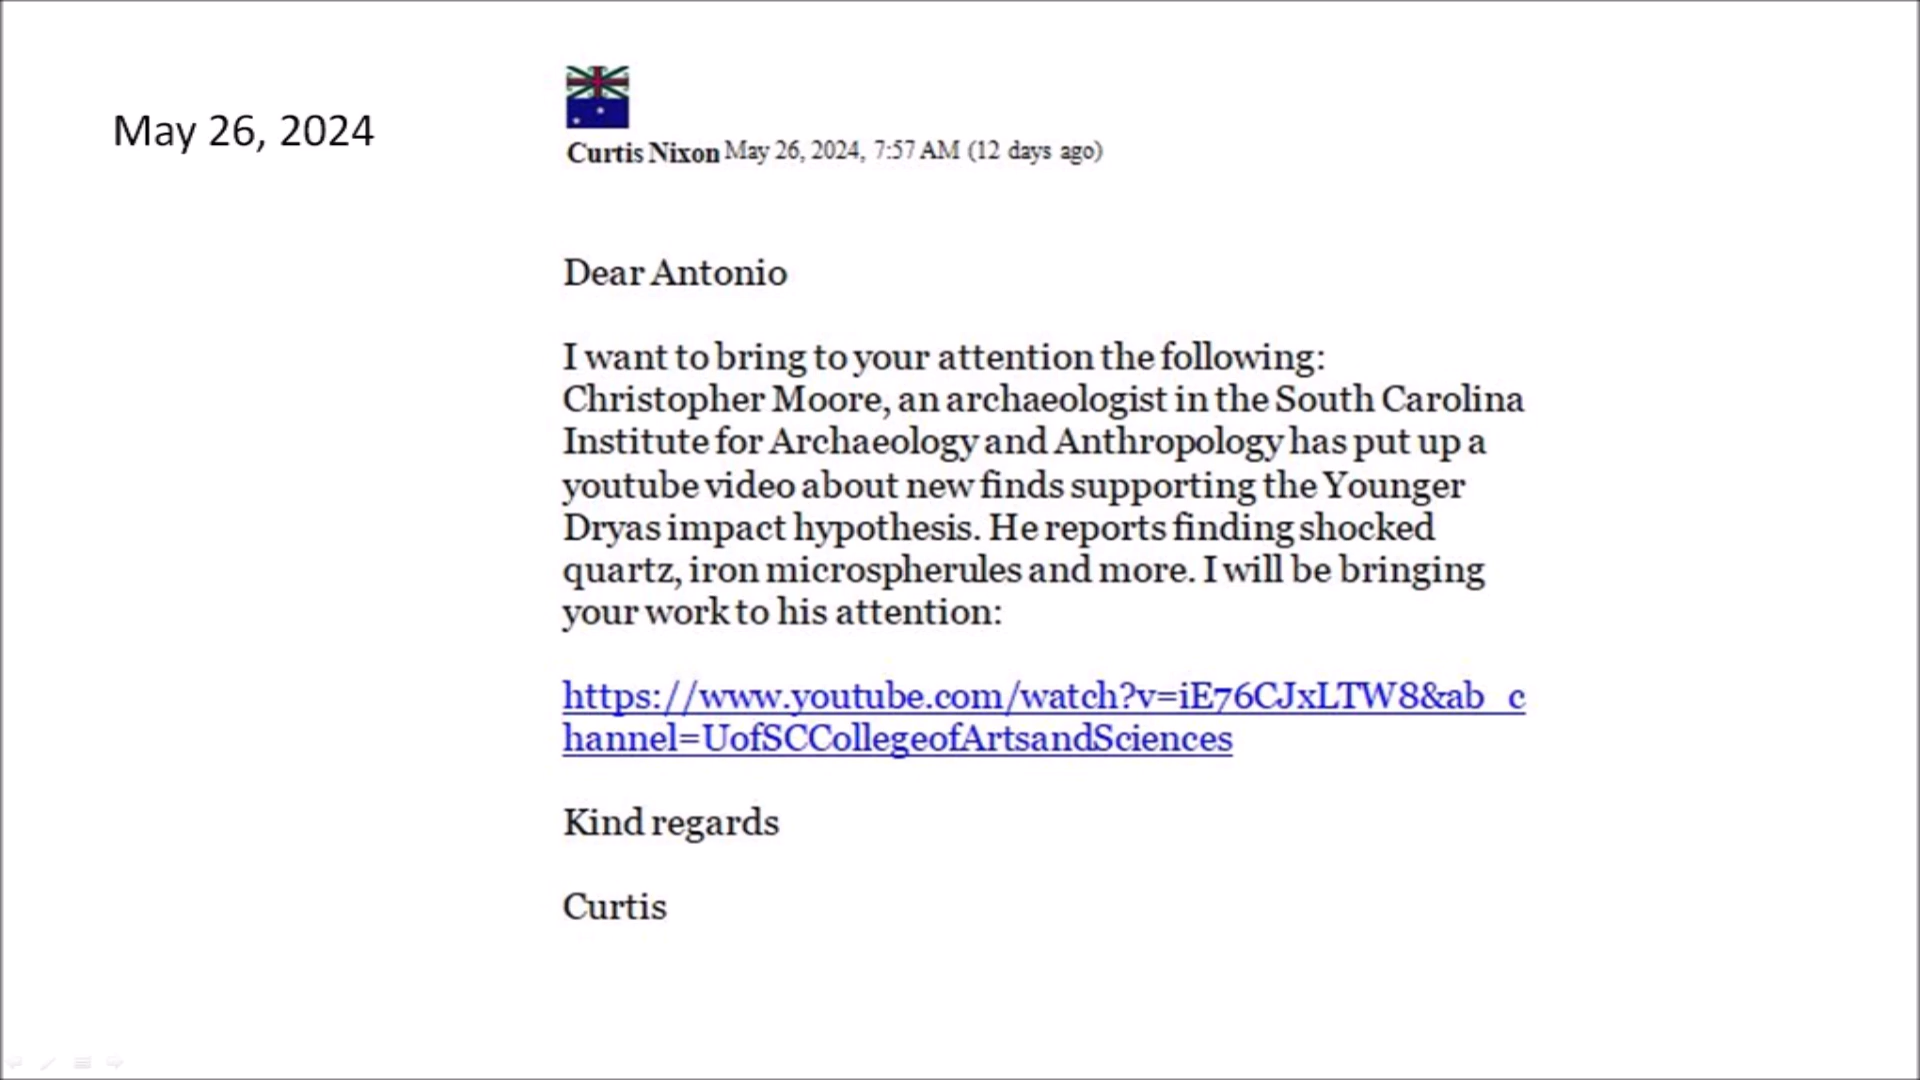 May 26, 2024
Curtis Nixon May 26, 2024, 7:57 AM (12 days ago)
Dear Antonio
I want to bring to your attention the following:
Christopher Moore, an archaeologist in the South Carolina
Institute for Archaeology and Anthropology has put up a
youtube video about new finds supporting the Younger
Dryas impact hypothesis. He reports finding shocked
quartz, iron microspherules and more. I will be bringing
your work to his attention:
https://www.youtube.com/watch?v=iE76CJxLTW8&ab_c
hannel=UofSCCollegeofArtsandSciences
Kind regards
Curtis